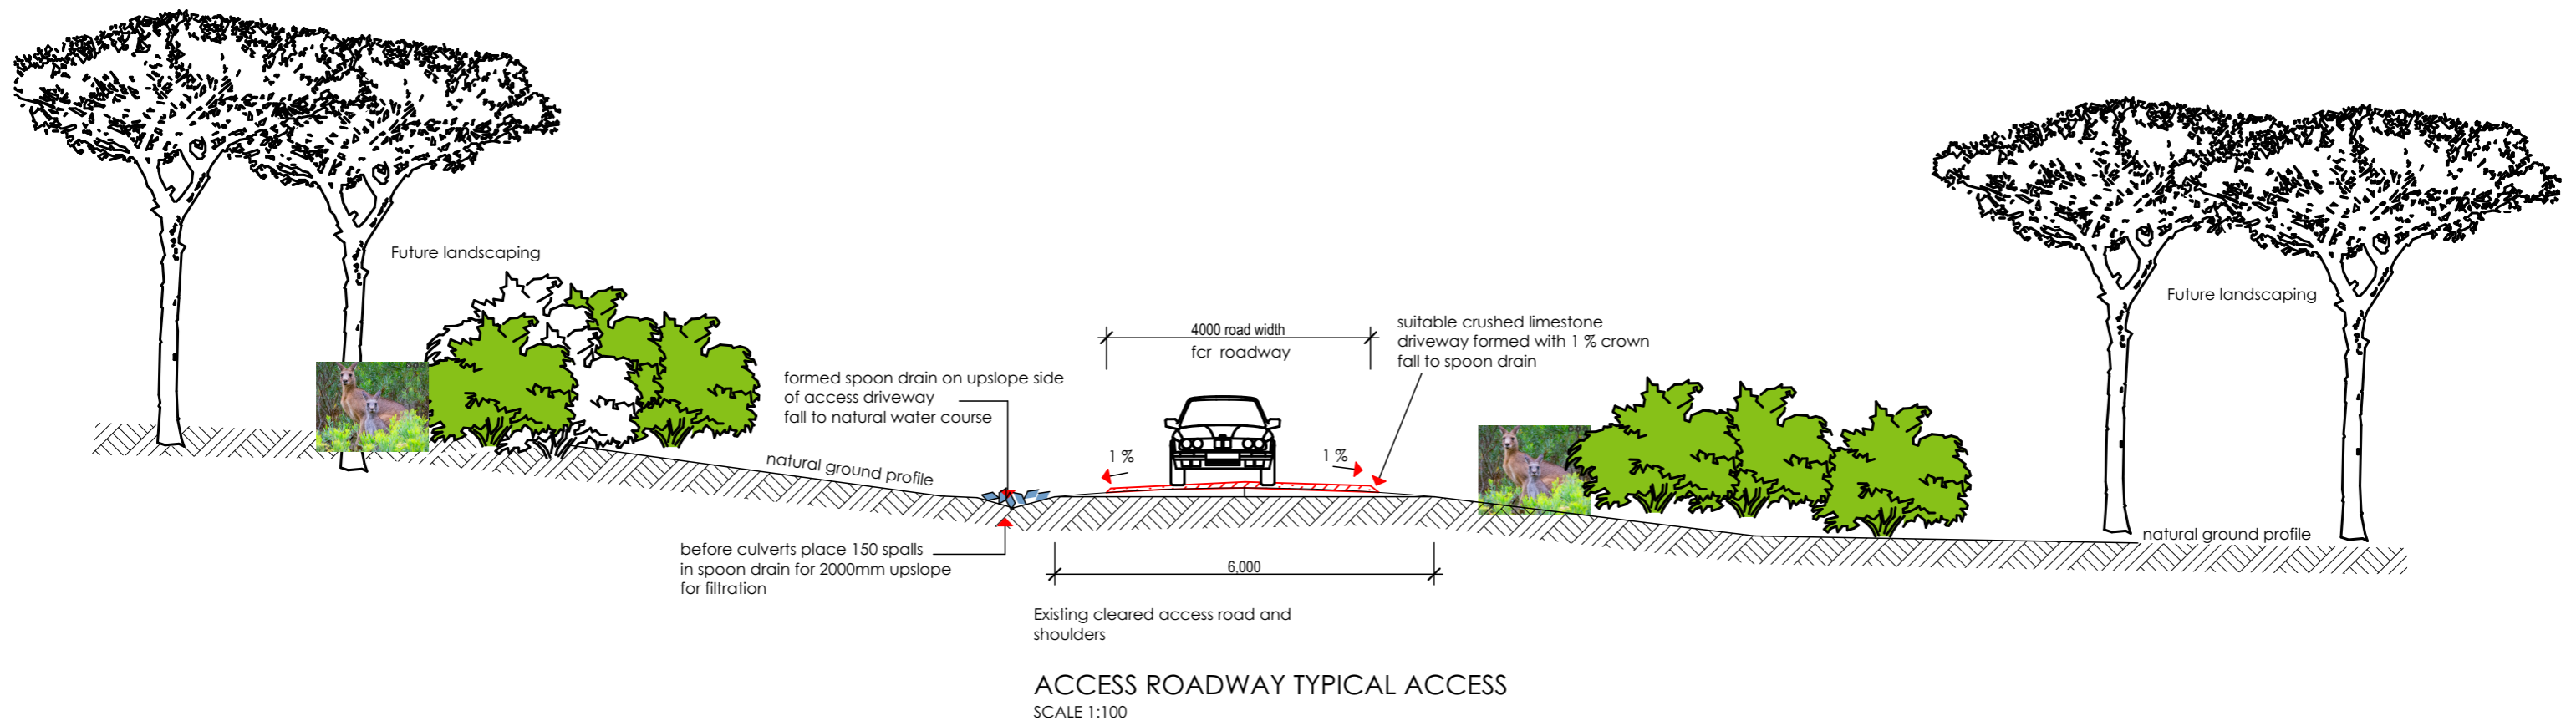 Future landscaping
formed spoon drain on upslope side
of access driveway
fall to natural water course
natural ground profile
before culverts place 150 spalls
in spoon drain for 2000mm upslope
for filtration
4000 road width
fcr roadway
1 %
1 %
suitable crushed limestone
driveway formed with 1 % crown
fall to spoon drain
6,000
Existing cleared access road and
shoulders
Future landscaping
natural ground profile
ACCESS ROADWAY TYPICAL ACCESS
SCALE 1:100